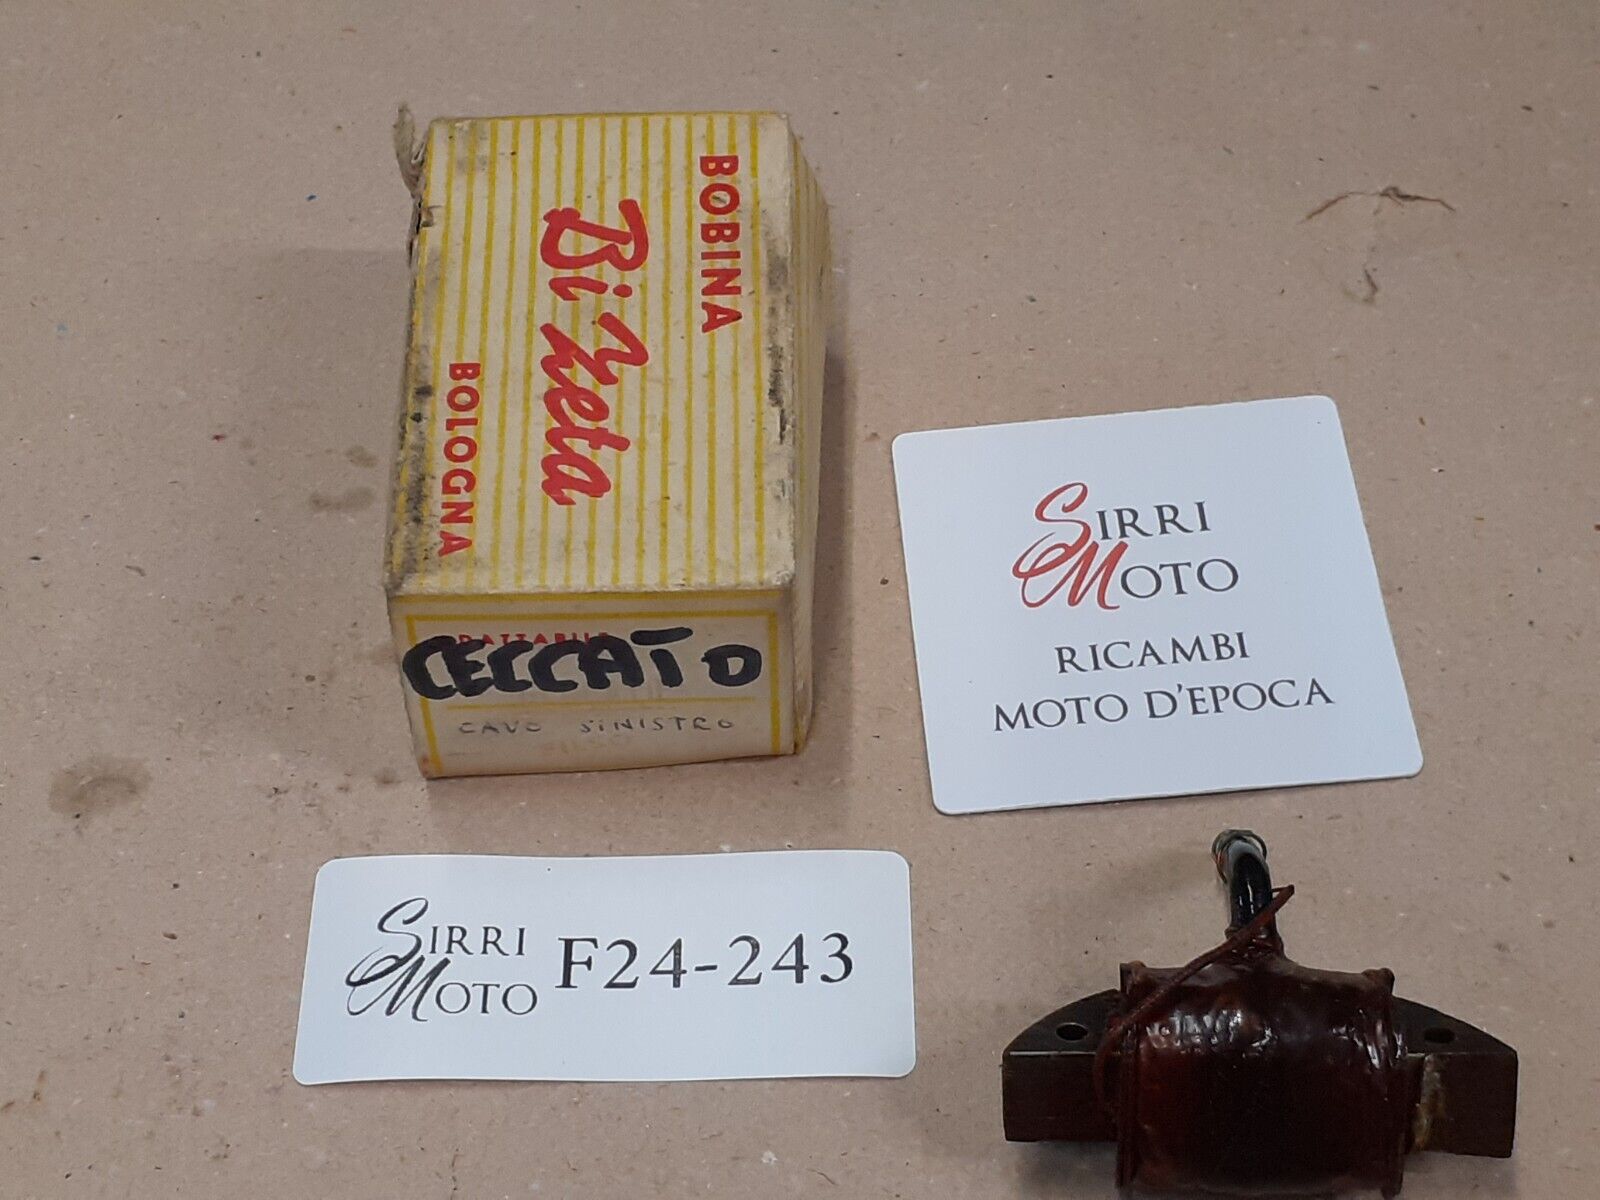 BOBINA
Bi Zeta
BOLOGNA
CECCATO
CAVO SINISTRO
SIRRI
MOTO
RICAMBI
MOTO D'EPOCA
SIRRI
MOTO
F24-243